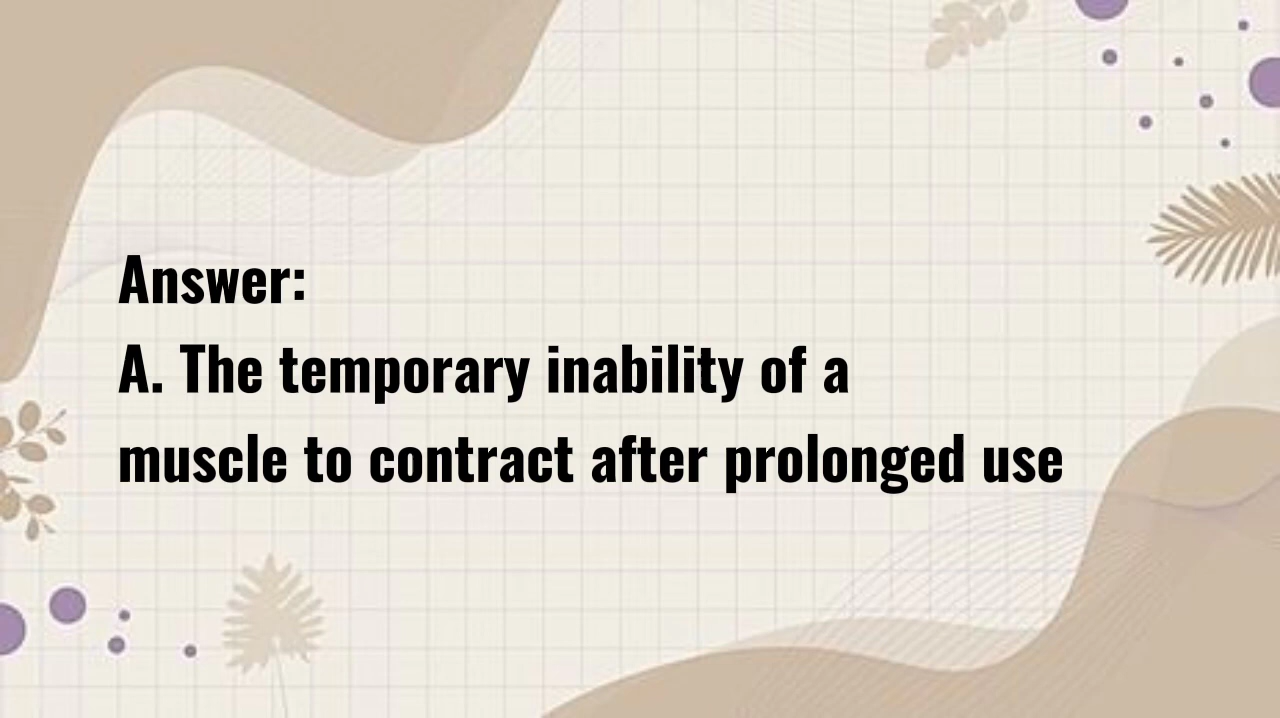 Answer:
A. The temporary inability of a
muscle to contract after prolonged use